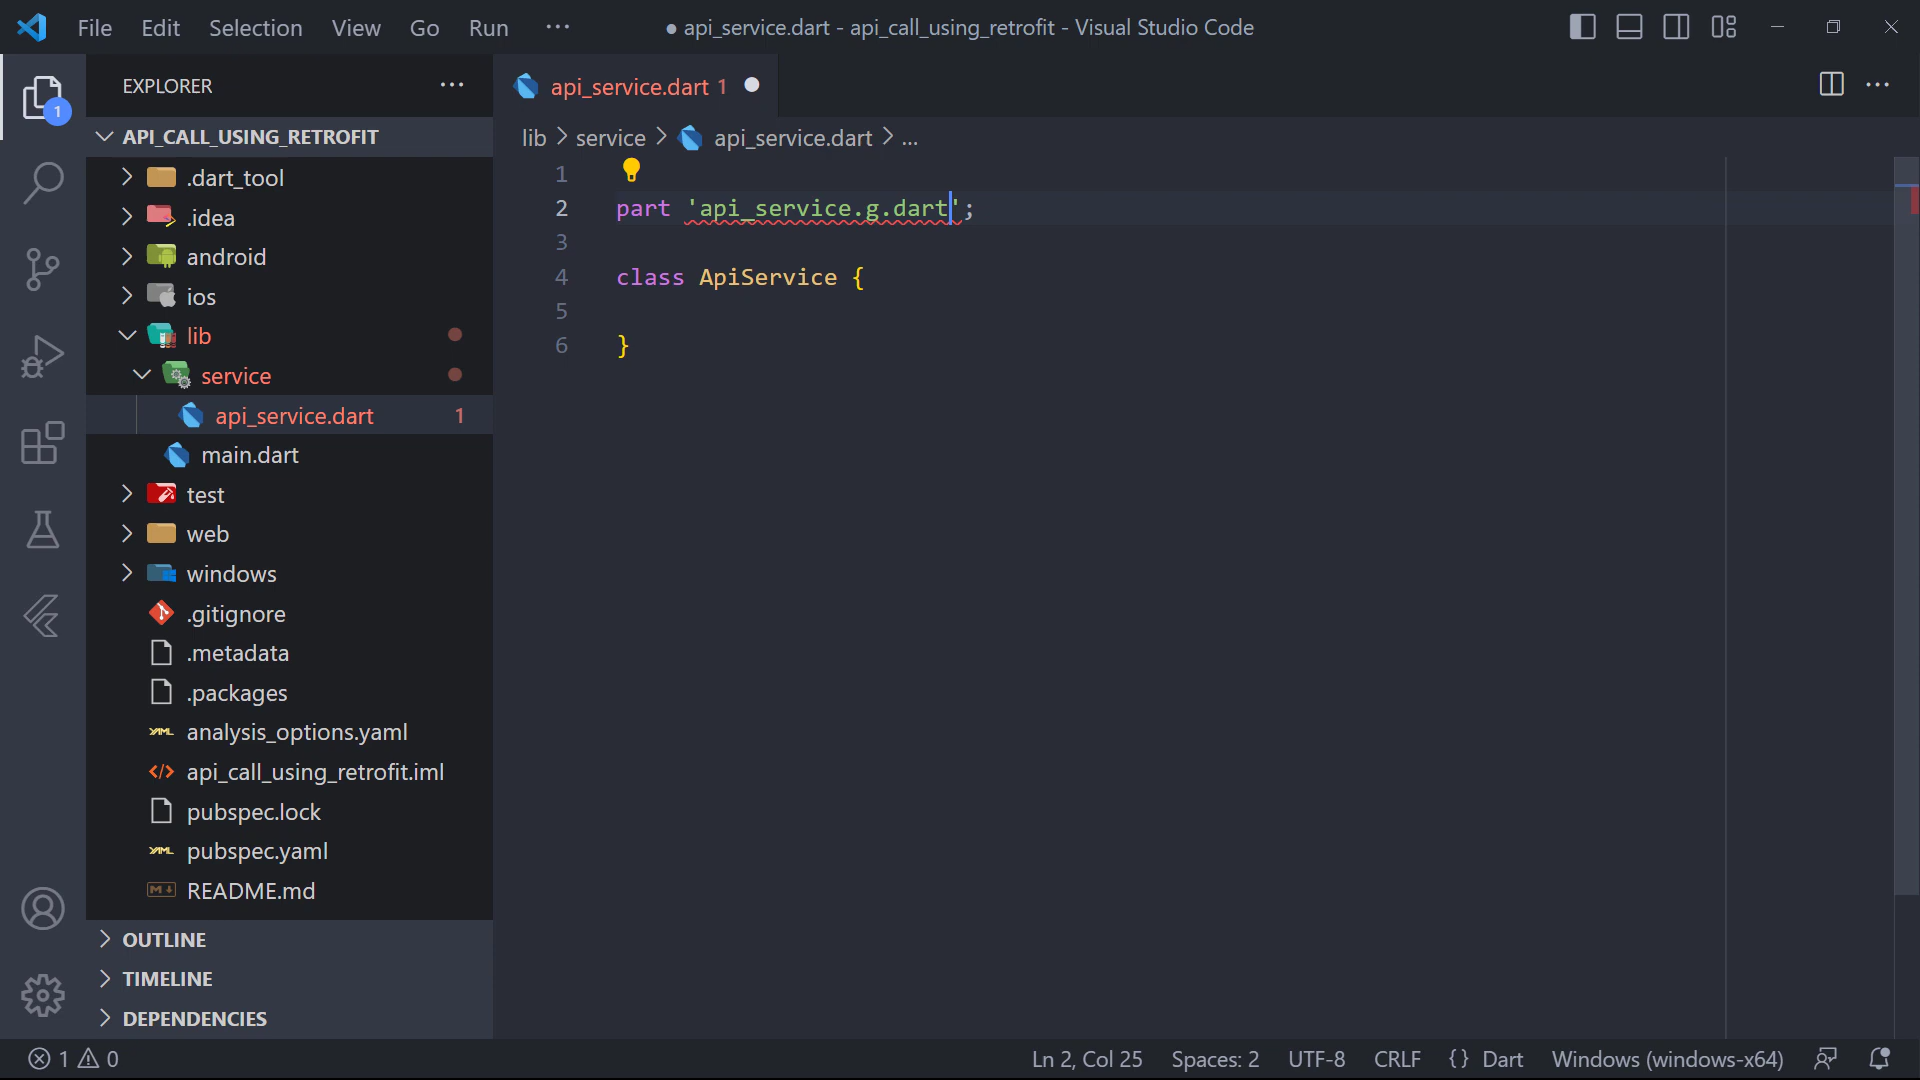 File Edit Selection View Go Run ···
● api_service.dart - api_call_using_retrofit - Visual Studio Code
1
EXPLORER
API_CALL_USING_RETROFIT
.dart_tool
.idea
android
ios
lib
service
api_service.dart 1
main.dart
test
web
windows
.gitignore
.metadata
.packages
YAML analysis_options.yaml
</> api_call_using_retrofit.iml
pubspec.lock
YAML pubspec.yaml
M README.md
OUTLINE
TIMELINE
DEPENDENCIES
api_service.dart 1
lib > service > api_service.dart > ...
1
2 part 'api_service.g.dart';
3
4 class ApiService {
5
6 }
1 0
Ln 2, Col 25 Spaces: 2 UTF-8 CRLF {} Dart Windows (windows-x64)